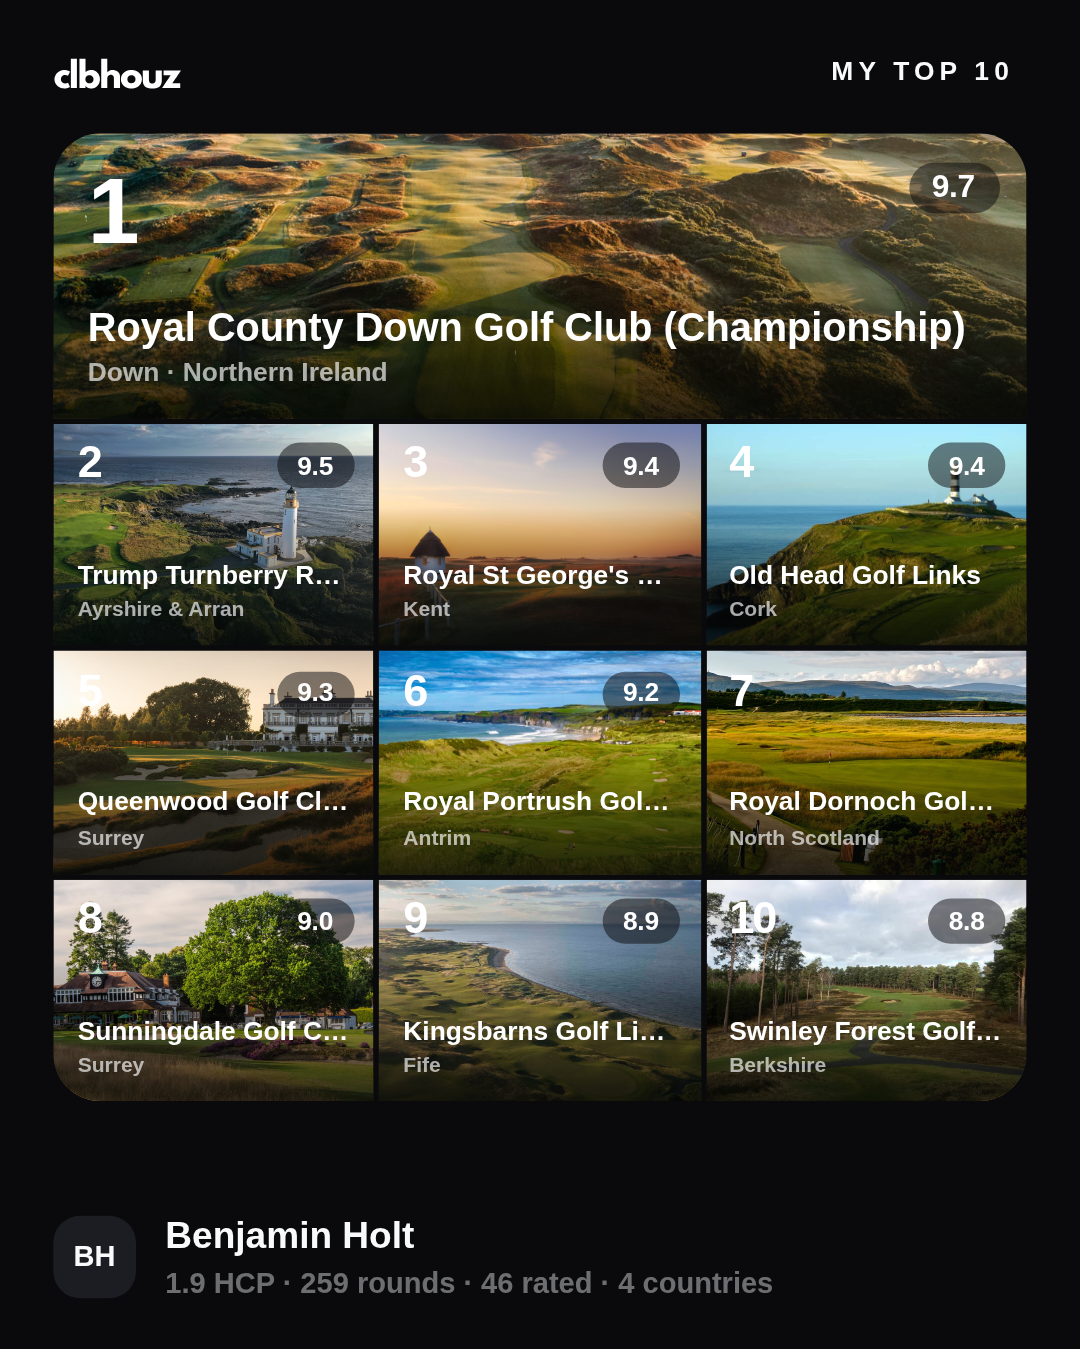 clbhouz
MY TOP 10
1
9.7
Royal County Down Golf Club (Championship)
Down · Northern Ireland
2
9.5
Trump Turnberry R...
Ayrshire & Arran
3
9.4
Royal St George's ...
Kent
4
9.4
Old Head Golf Links
Cork
5
9.3
Queenwood Golf Cl...
Surrey
6
9.2
Royal Portrush Gol...
Antrim
7
Royal Dornoch Gol...
North Scotland
8
9.0
Sunningdale Golf C...
Surrey
9
8.9
Kingsbarns Golf Li...
Fife
10
8.8
Swinley Forest Golf...
Berkshire
BH
Benjamin Holt
1.9 HCP · 259 rounds · 46 rated · 4 countries